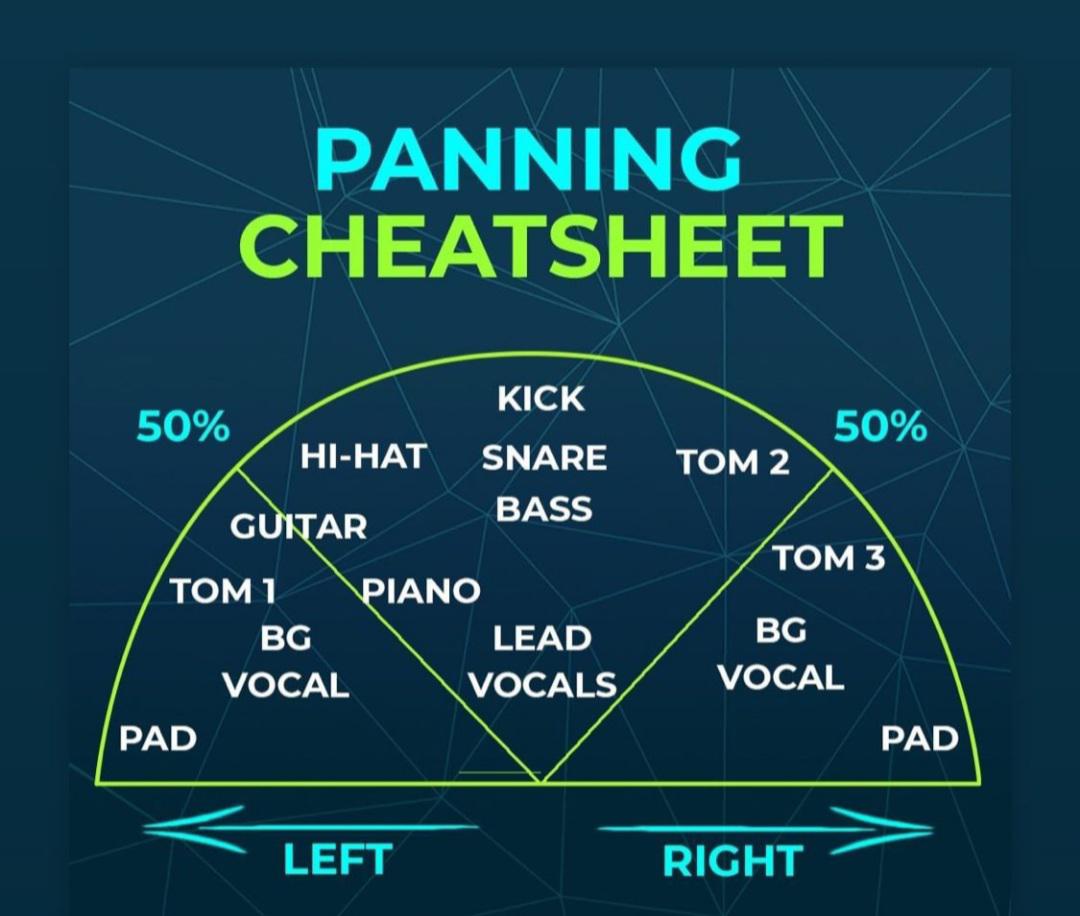 PANNING
CHEATSHEET
50%
50%
KICK
HI-HAT
SNARE
TOM 2
BASS
GUITAR
TOM 3
TOM 1
PIANO
BG
VOCAL
LEAD
VOCALS
BG
VOCAL
PAD
PAD
LEFT
RIGHT